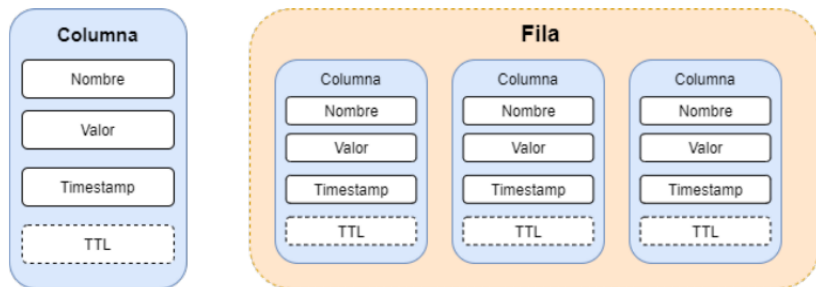 Columna
Nombre
Valor
Timestamp
TTL
Fila
Columna
Nombre
Valor
Timestamp
TTL
Columna
Nombre
Valor
Timestamp
TTL
Columna
Nombre
Valor
Timestamp
TTL